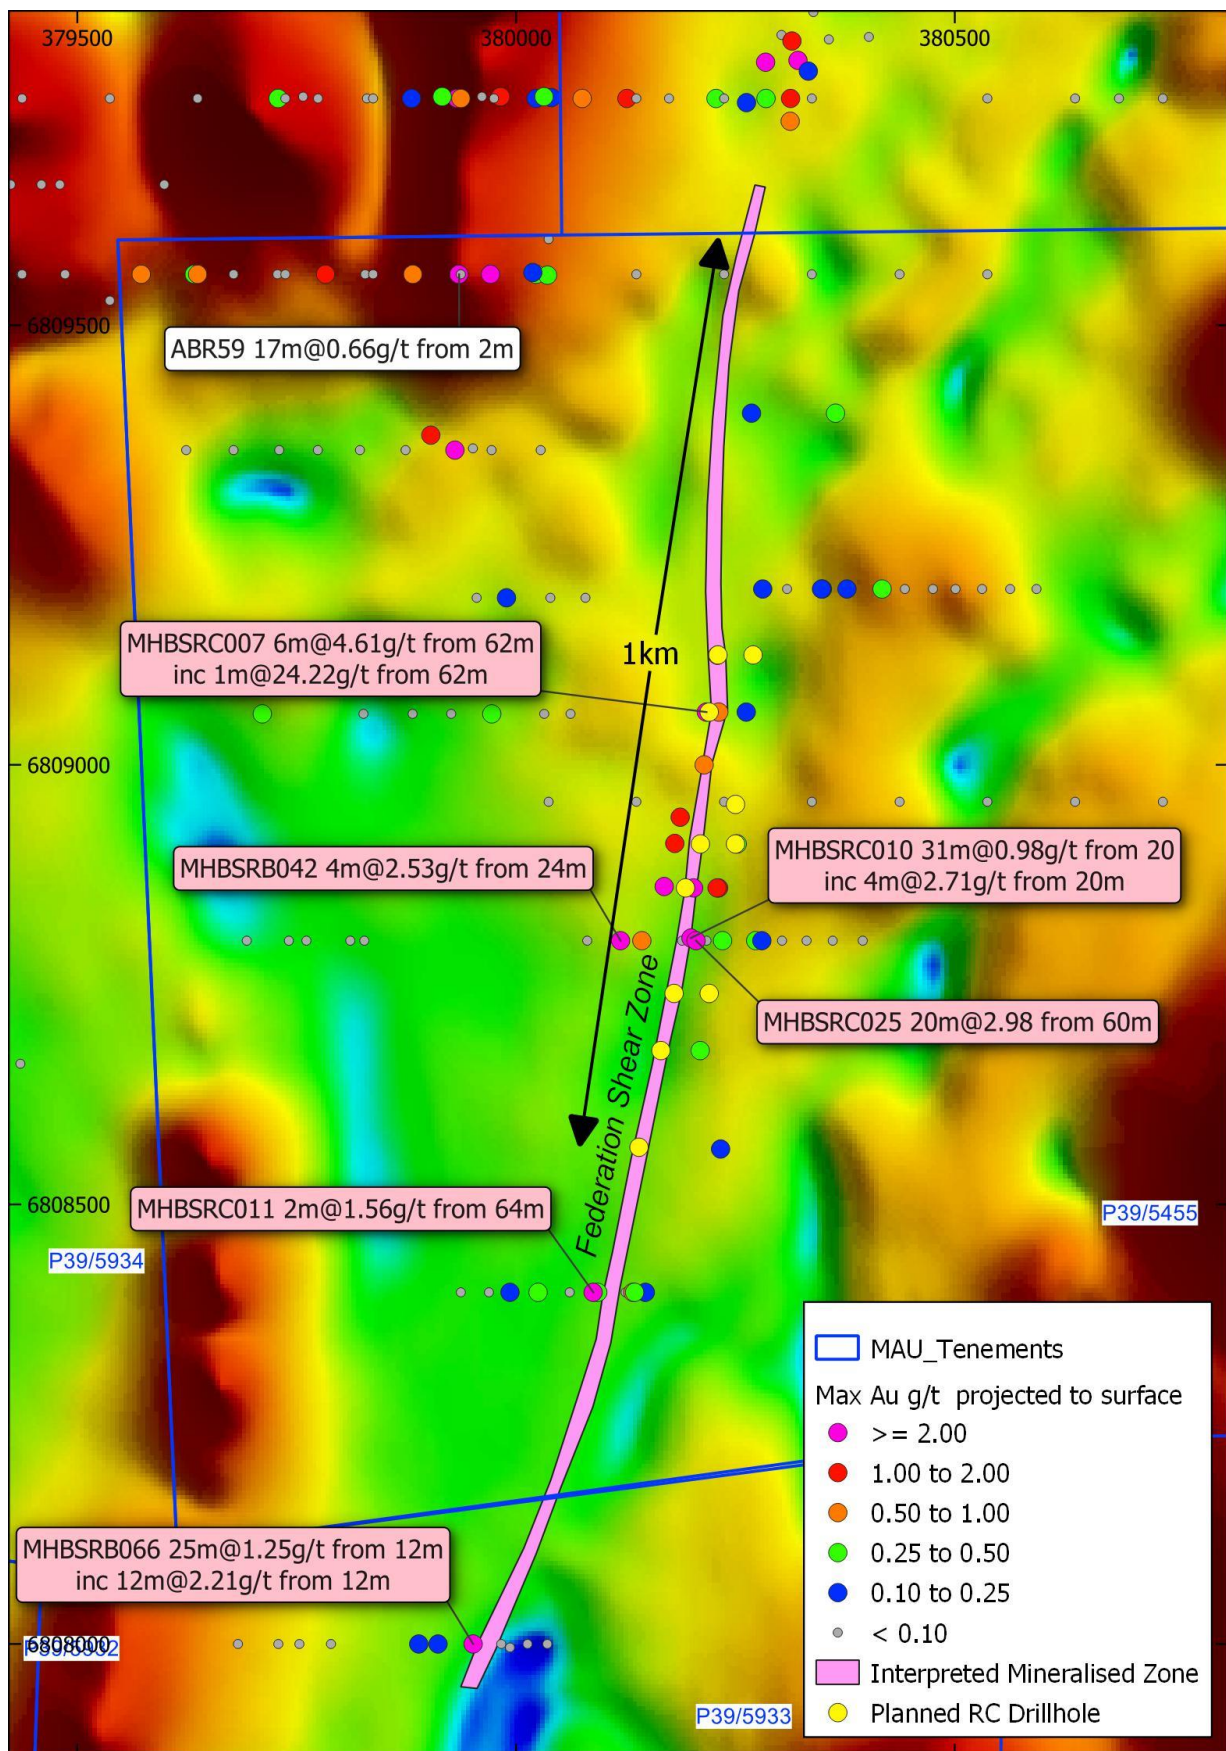 379500
380000
380500
6809500
ABR59 17m@0.66g/t from 2m
MHBSRC007 6m@4.61g/t from 62m
inc 1m@24.22g/t from 62m
1km
6809000
MHBSRB042 4m@2.53g/t from 24m
MHBSRC010 31m@0.98g/t from 20
inc 4m@2.71g/t from 20m
MHBSRC025 20m@2.98 from 60m
Federation Shear Zone
MHBSRC011 2m@1.56g/t from 64m
6808500
P39/5455
P39/5934
MHBSRB066 25m@1.25g/t from 12m
inc 12m@2.21g/t from 12m
6808000
P39/5932
P39/5933
MAU_Tenements
Max Au g/t projected to surface
>= 2.00
1.00 to 2.00
0.50 to 1.00
0.25 to 0.50
0.10 to 0.25
< 0.10
Interpreted Mineralised Zone
Planned RC Drillhole